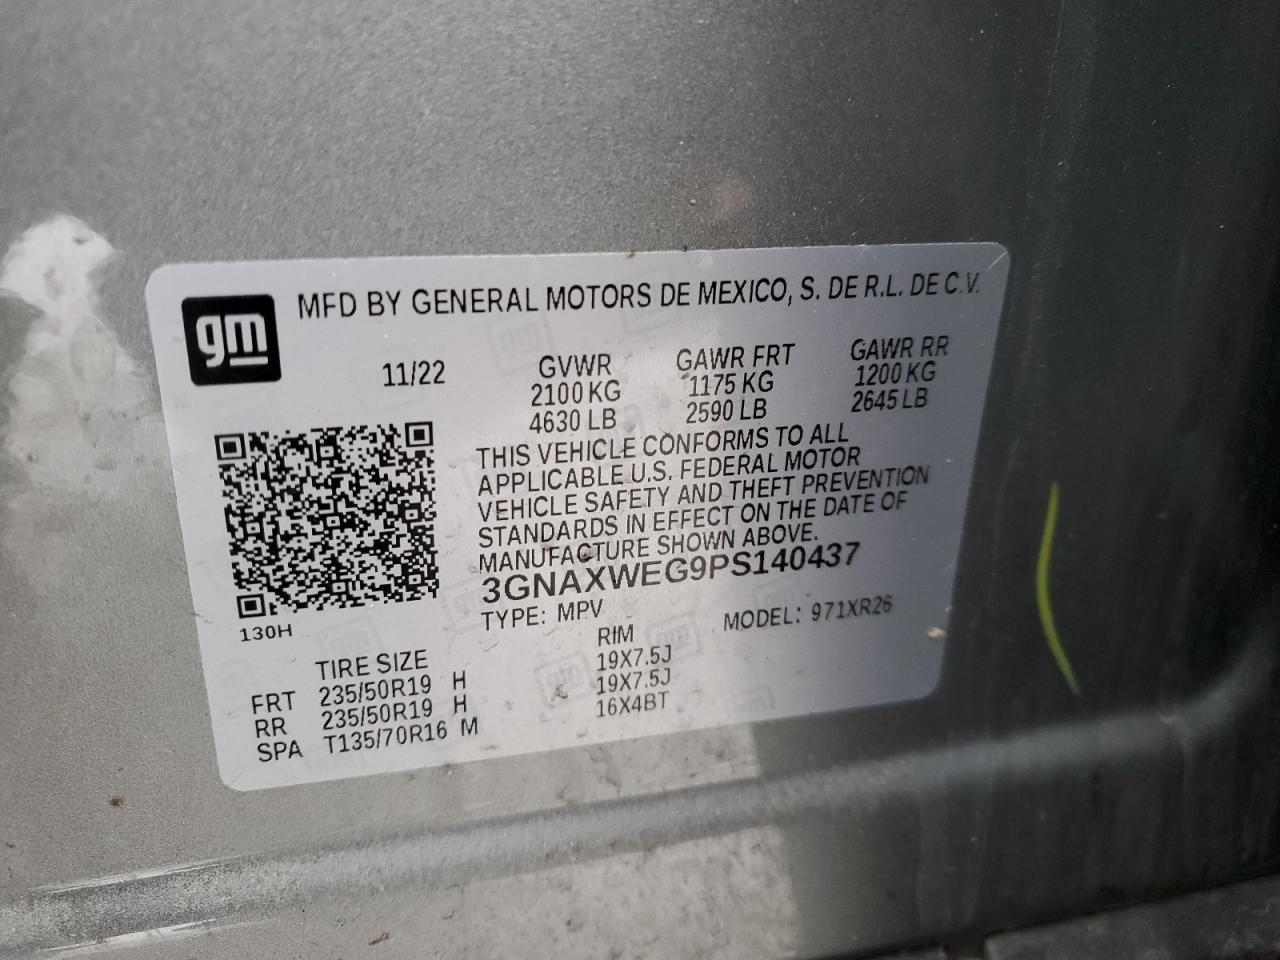 gm
MFD BY GENERAL MOTORS DE MEXICO, S. DE R.L. DE C.V.
11/22 GVWR GAWR FRT GAWR RR
2100 KG 1175 KG 1200 KG
4630 LB 2590 LB 2645 LB
THIS VEHICLE CONFORMS TO ALL
APPLICABLE U.S. FEDERAL MOTOR
VEHICLE SAFETY AND THEFT PREVENTION
STANDARDS IN EFFECT ON THE DATE OF
MANUFACTURE SHOWN ABOVE.
3GNAXWEG9PS140437
130H
TYPE: MPV MODEL: 971XR26
TIRE SIZE RIM
FRT 235/50R19 H 19X7.5J
RR 235/50R19 H 19X7.5J
SPA T135/70R16 M 16X4BT